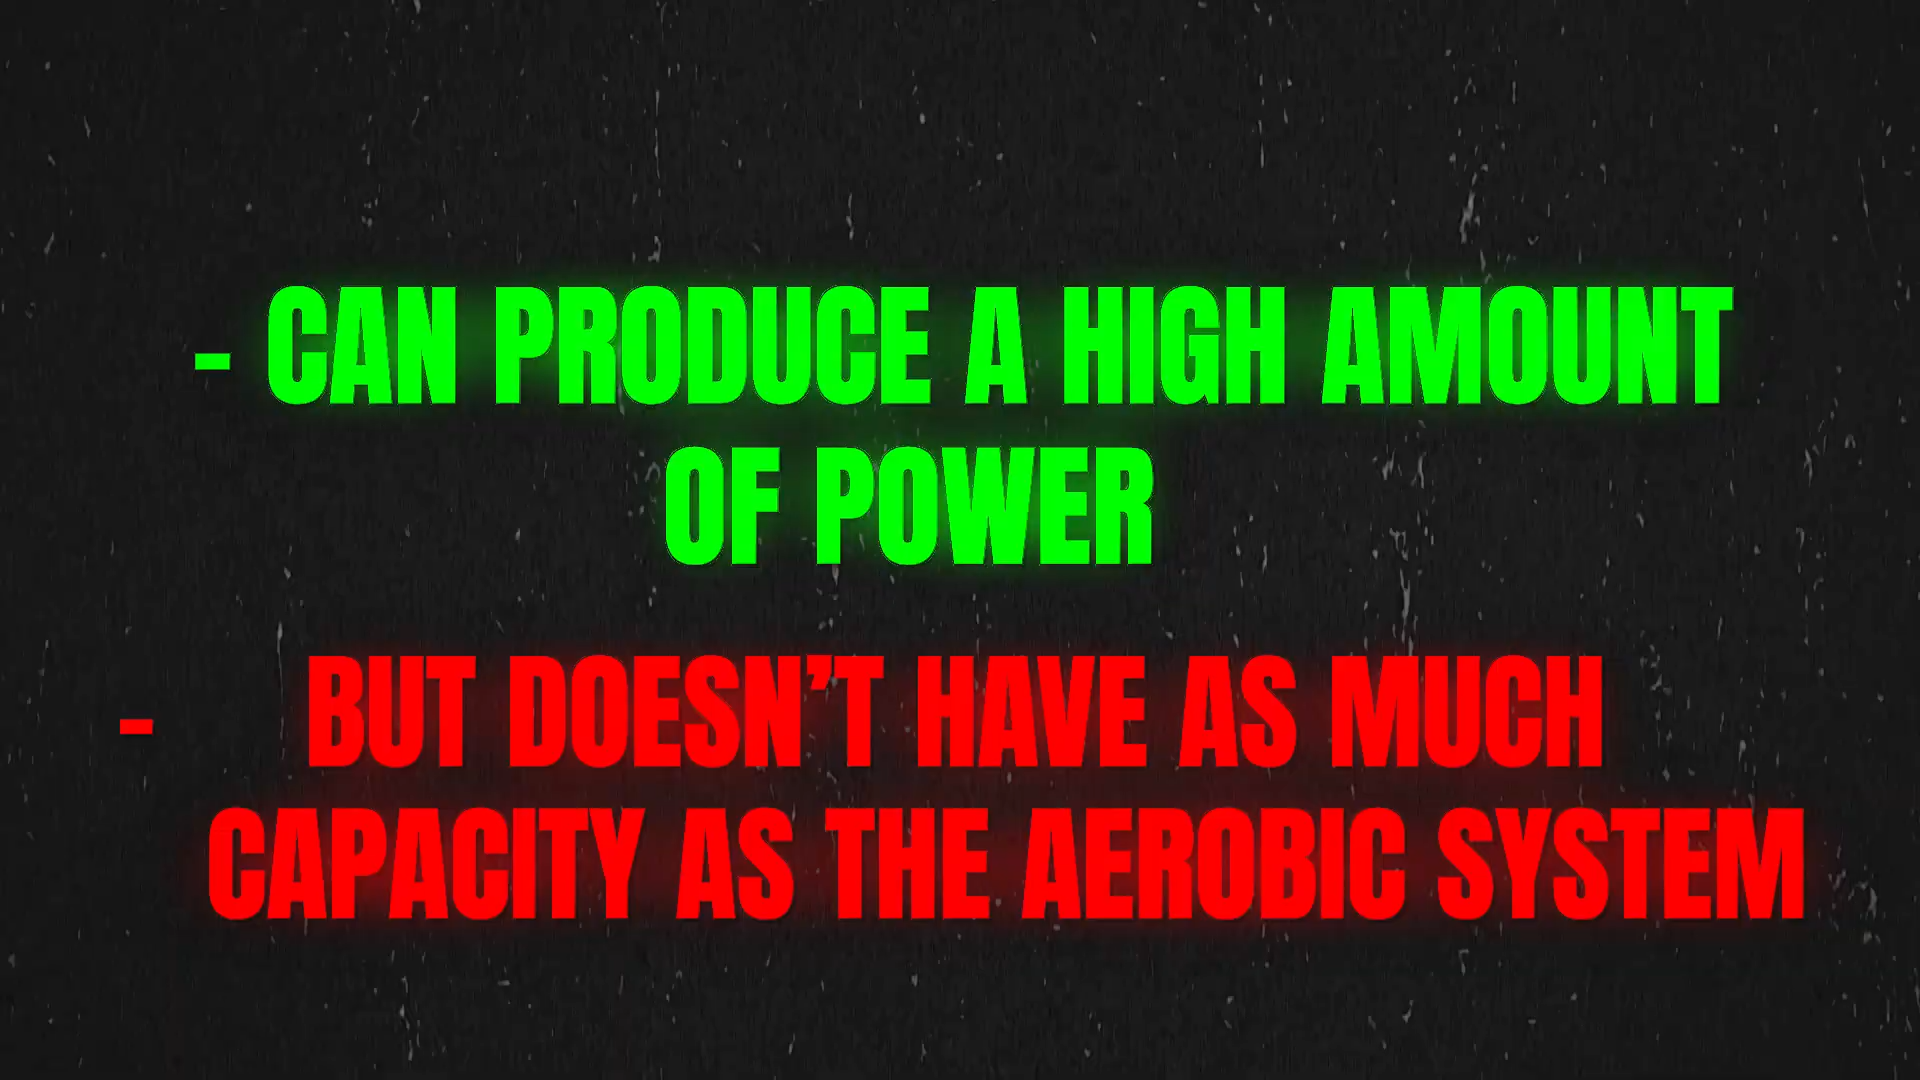 - CAN PRODUCE A HIGH AMOUNT
OF POWER
- BUT DOESN’T HAVE AS MUCH
CAPACITY AS THE AEROBIC SYSTEM